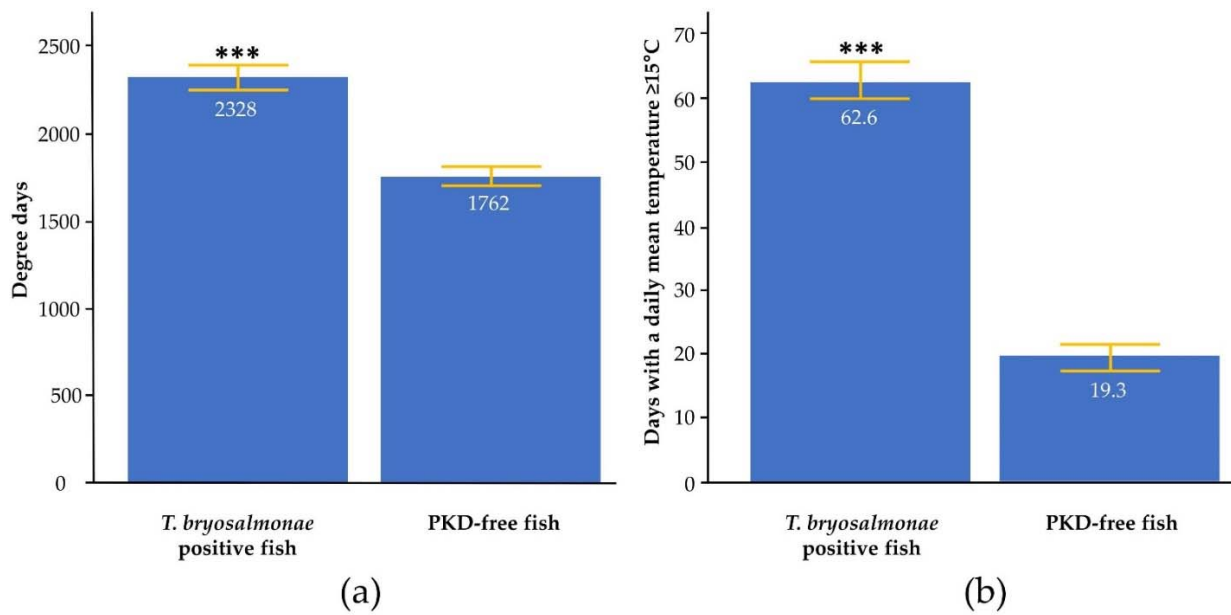 Degree days
2500
2000
1500
1000
500
0
***
2328
1762
T. bryosalmonae
positive fish
PKD-free fish
(a)
Days with a daily mean temperature ≥15°C
70
60
50
40
30
20
10
0
***
62.6
19.3
T. bryosalmonae
positive fish
PKD-free fish
(b)